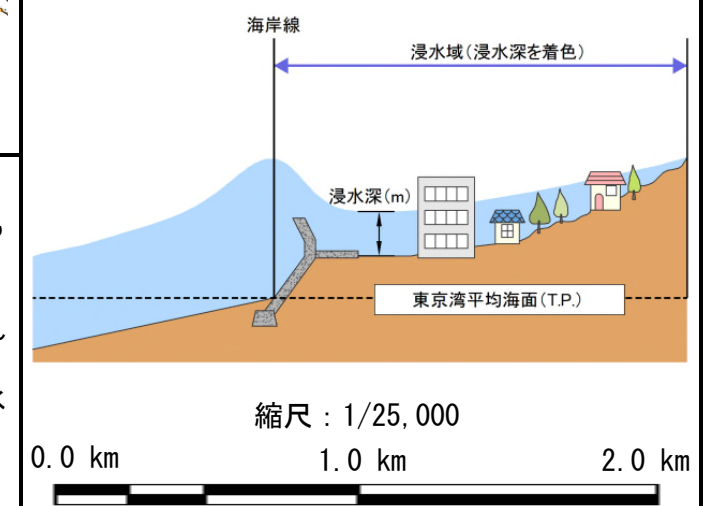 海岸線
浸水域(浸水深を着色)
浸水深(m)
東京湾平均海面(T.P.)
縮尺：1/25,000
0.0 km 1.0 km 2.0 km